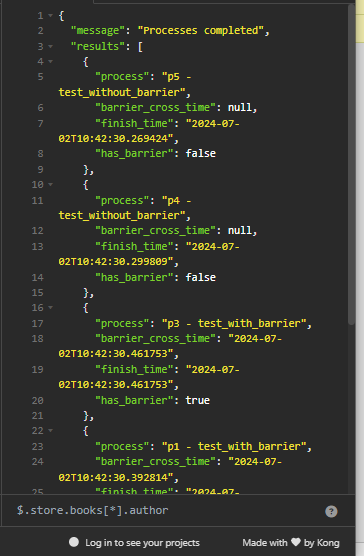 1 {
2 "message": "Processes completed",
3 "results": [
4 {
5 "process": "p5 -
test_without_barrier",
6 "barrier_cross_time": null,
7 "finish_time": "2024-07-
02T10:42:30.269424",
8 "has_barrier": false
9 },
10 {
11 "process": "p4 -
test_without_barrier",
12 "barrier_cross_time": null,
13 "finish_time": "2024-07-
02T10:42:30.299809",
14 "has_barrier": false
15 },
16 {
17 "process": "p3 - test_with_barrier",
18 "barrier_cross_time": "2024-07-
02T10:42:30.461753",
19 "finish_time": "2024-07-
02T10:42:30.461753",
20 "has_barrier": true
21 },
22 {
23 "process": "p1 - test_with_barrier",
24 "barrier_cross_time": "2024-07-
02T10:42:30.392814",
25 "finish_time": "2024-07-
$.store.books[*].author
Log in to see your projects
Made with ♥ by Kong